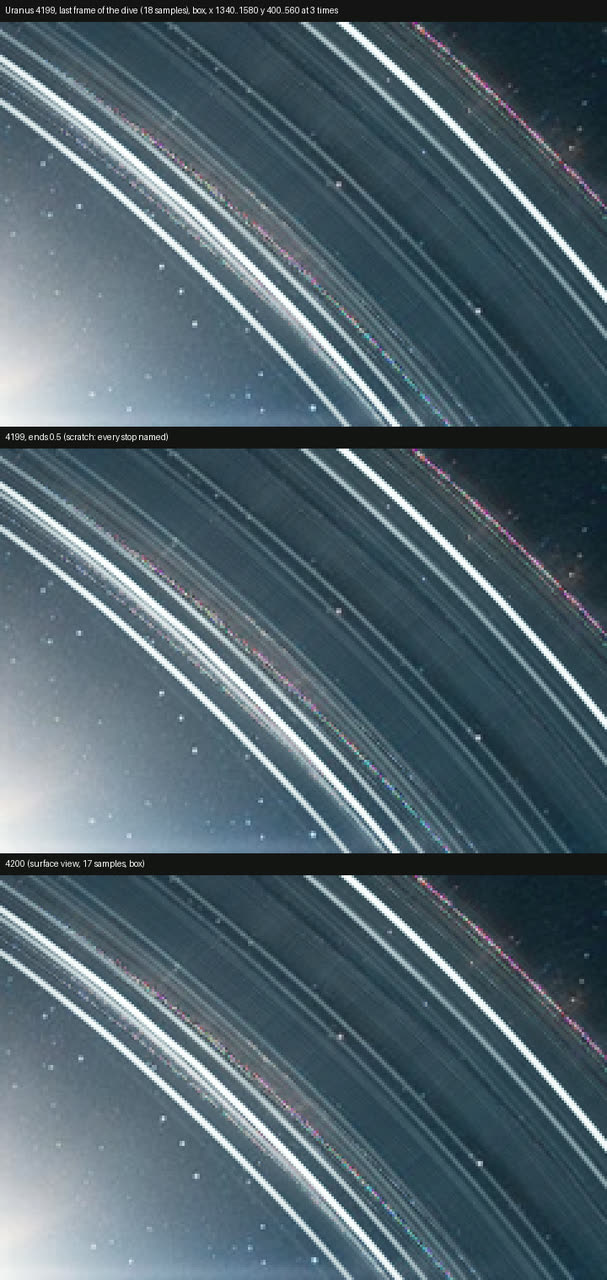 Uranus 4199, last frame of the dive (18 samples), box, x 1340..1580 y 400..560 at 3 times
4199, ends 0.5 (scratch: every stop named)
4200 (surface view, 17 samples, box)